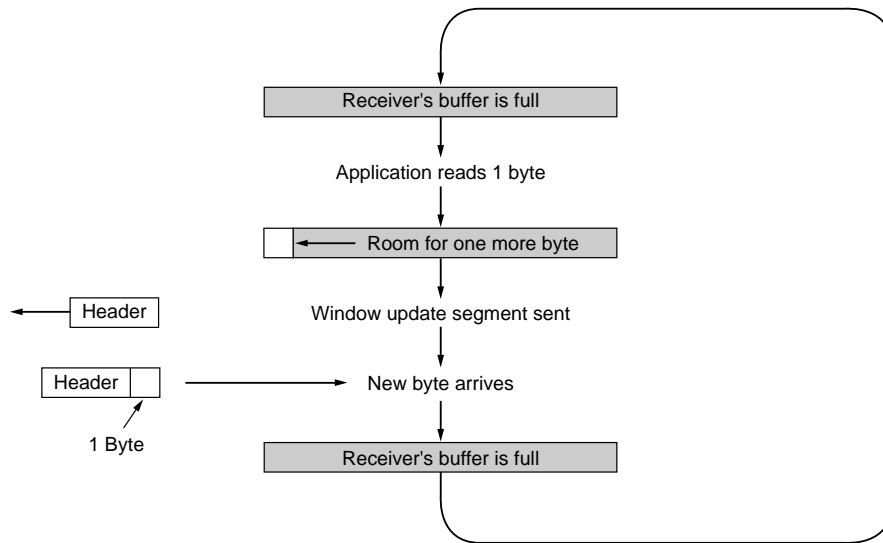 Receiver's buffer is full
Application reads 1 byte
Room for one more byte
Header
Window update segment sent
Header
New byte arrives
1 Byte
Receiver's buffer is full